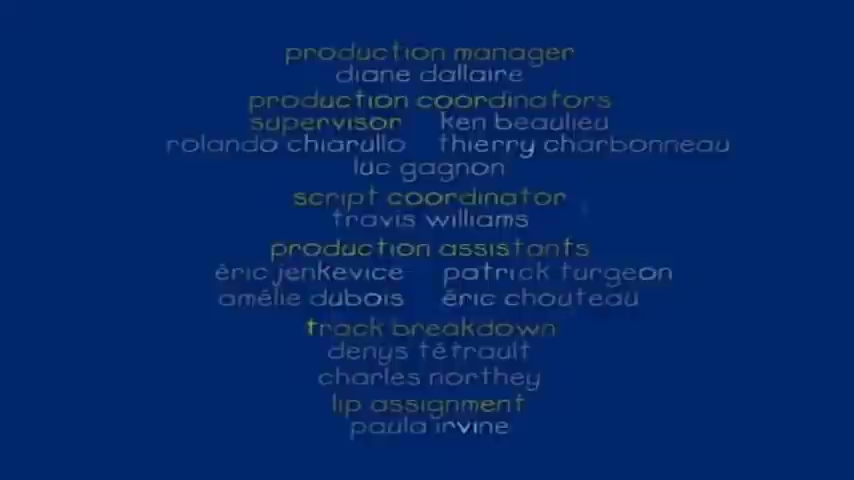 production manager
diane dallaire
production coordinators
supervisor ken beaulieu
rolando chiarullo thierry charbonneau
luc gagnon
script coordinator
travis williams
production assistants
éric jenkevice patrick turgeon
amélie dubois éric chouteau
track breakdown
denys tétrault
charles northey
lip assignment
paula irvine